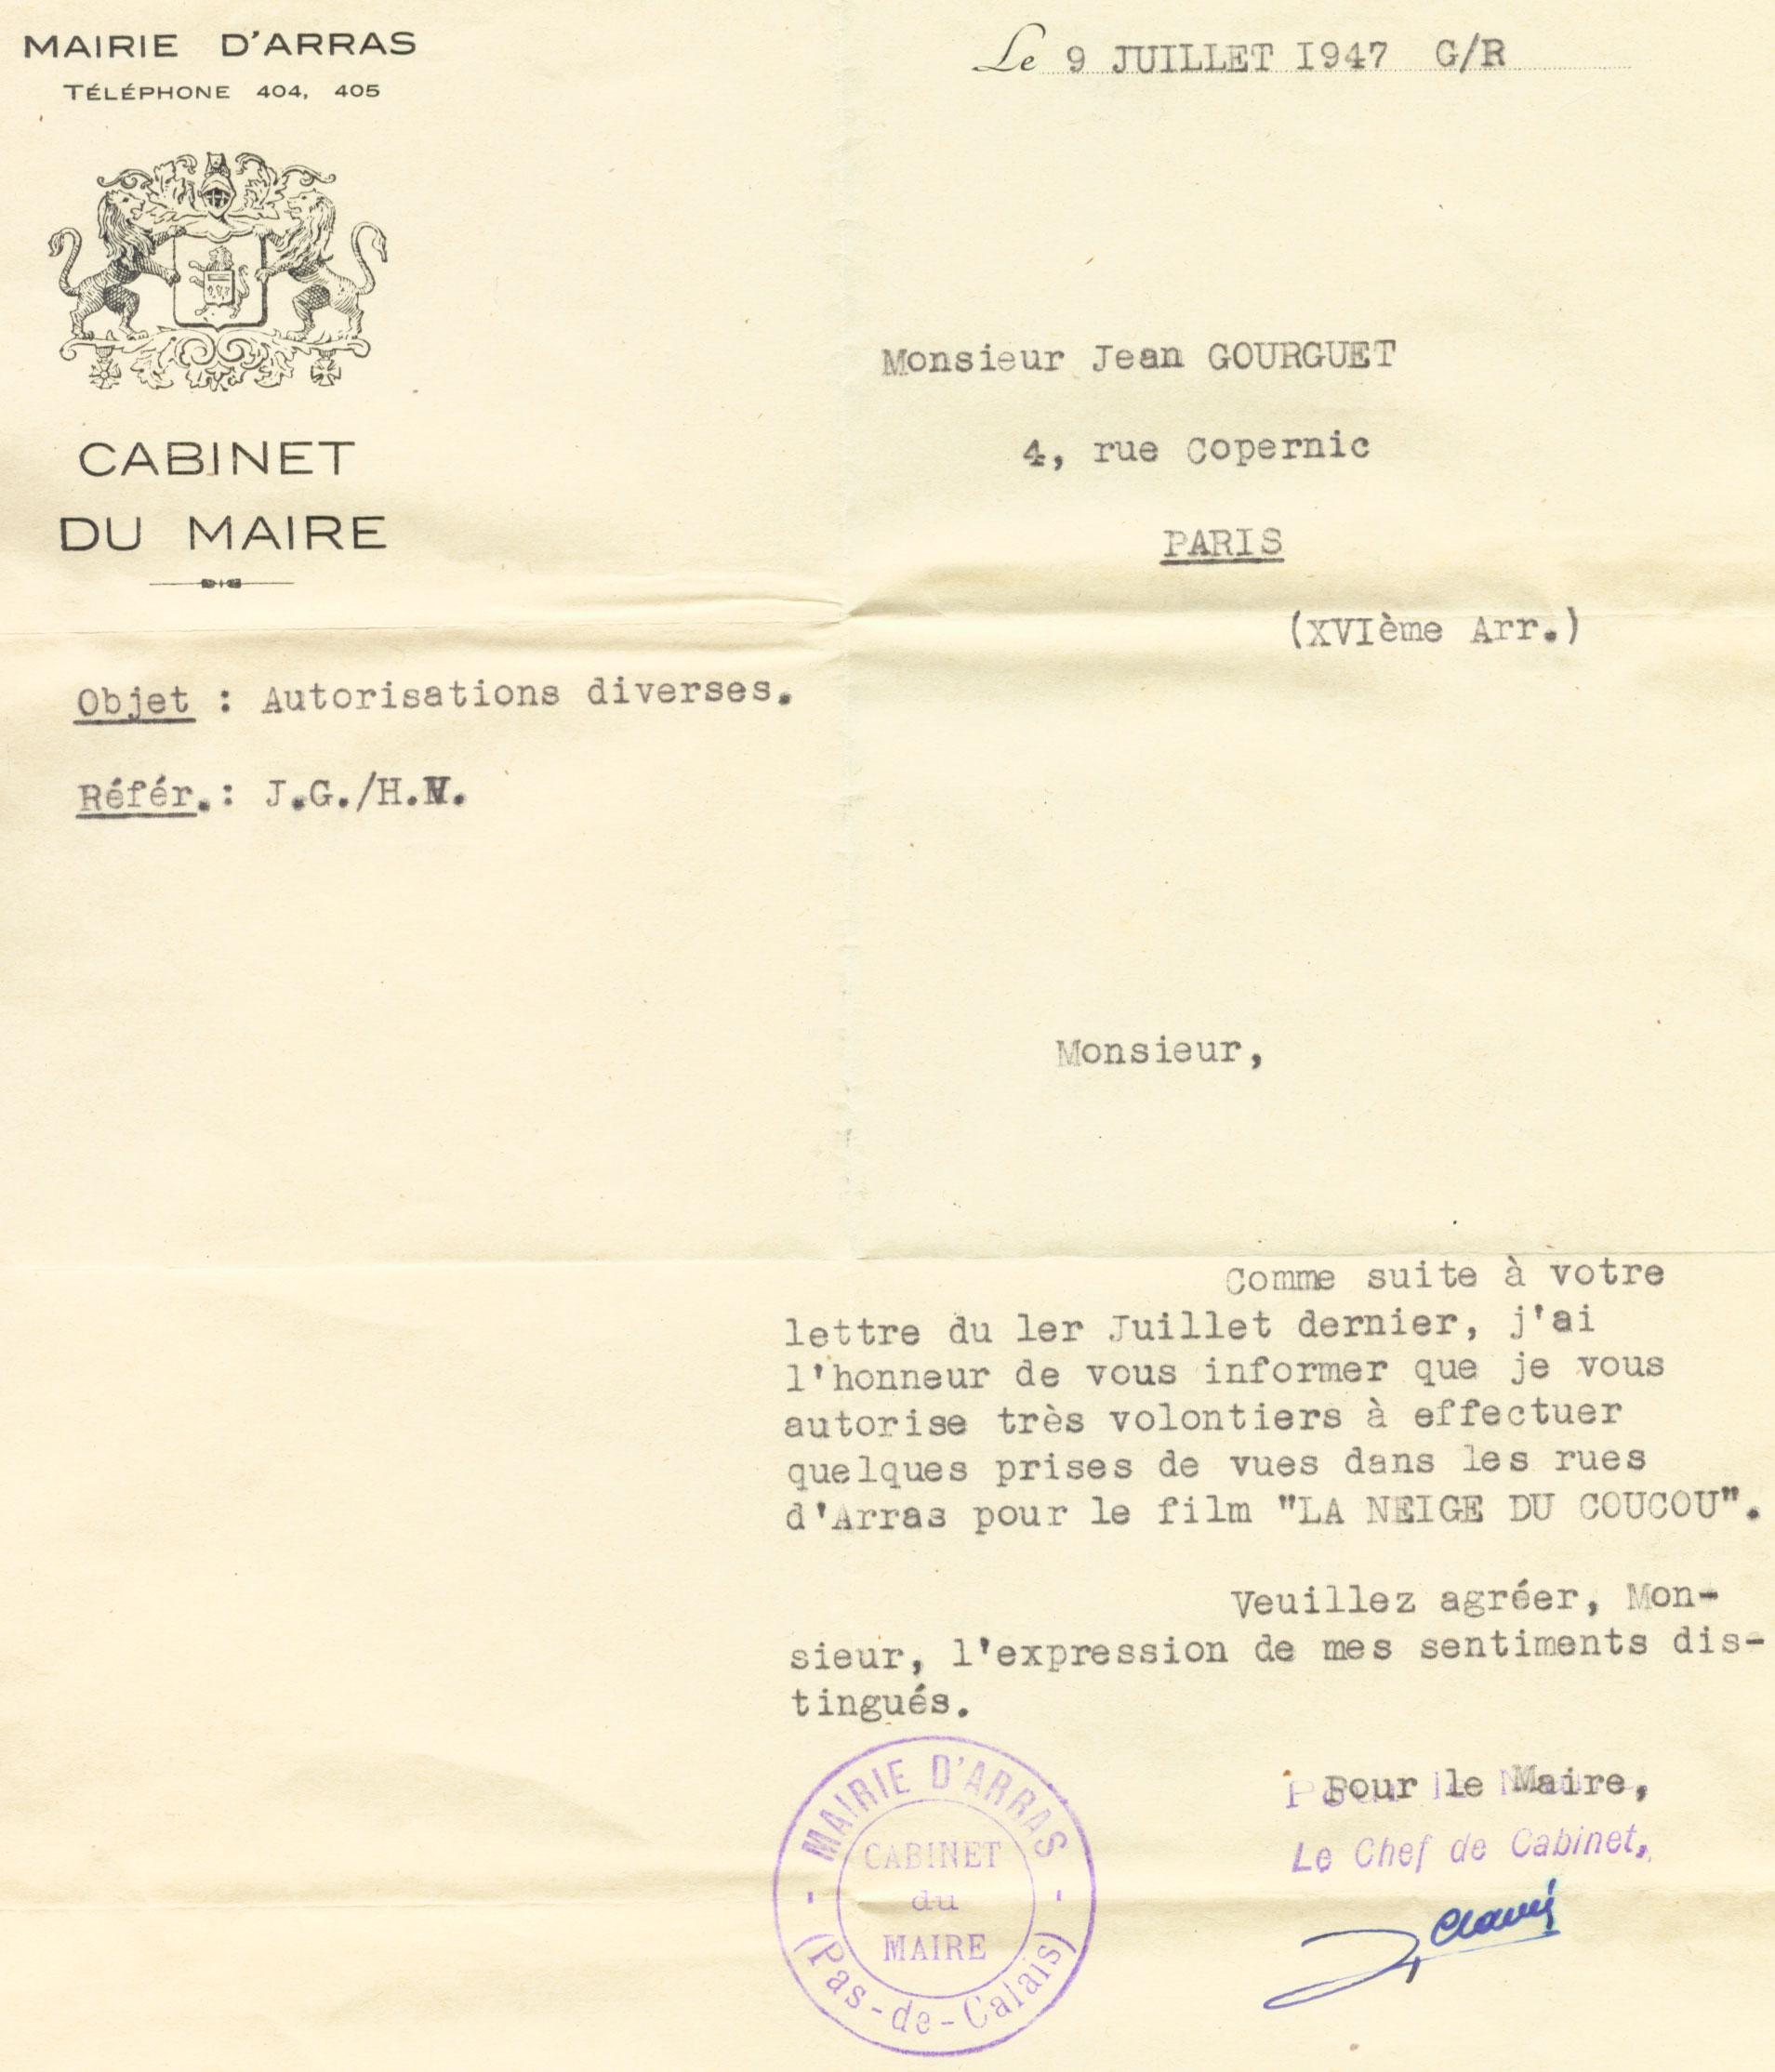 MAIRIE D'ARRAS
TÉLÉPHONE 404, 405
CABINET
DU MAIRE
Le 9 JUILLET 1947 G/R
Monsieur Jean GOURGUET
4, rue Copernic
PARIS
(XVIème Arr.)
Objet : Autorisations diverses.
Référ.: J.G./H.V.
Monsieur,
Comme suite à votre
lettre du 1er Juillet dernier, j'ai
l'honneur de vous informer que je vous
autorise très volontiers à effectuer
quelques prises de vues dans les rues
d'Arras pour le film "LA NEIGE DU COUCOU".
Veuillez agréer, Mon-
sieur, l'expression de mes sentiments dis-
tingués.
Pour le Maire,
Le Chef de Cabinet,
MAIRIE D'ARRAS
CABINET
du
MAIRE
(Pas-de-Calais)